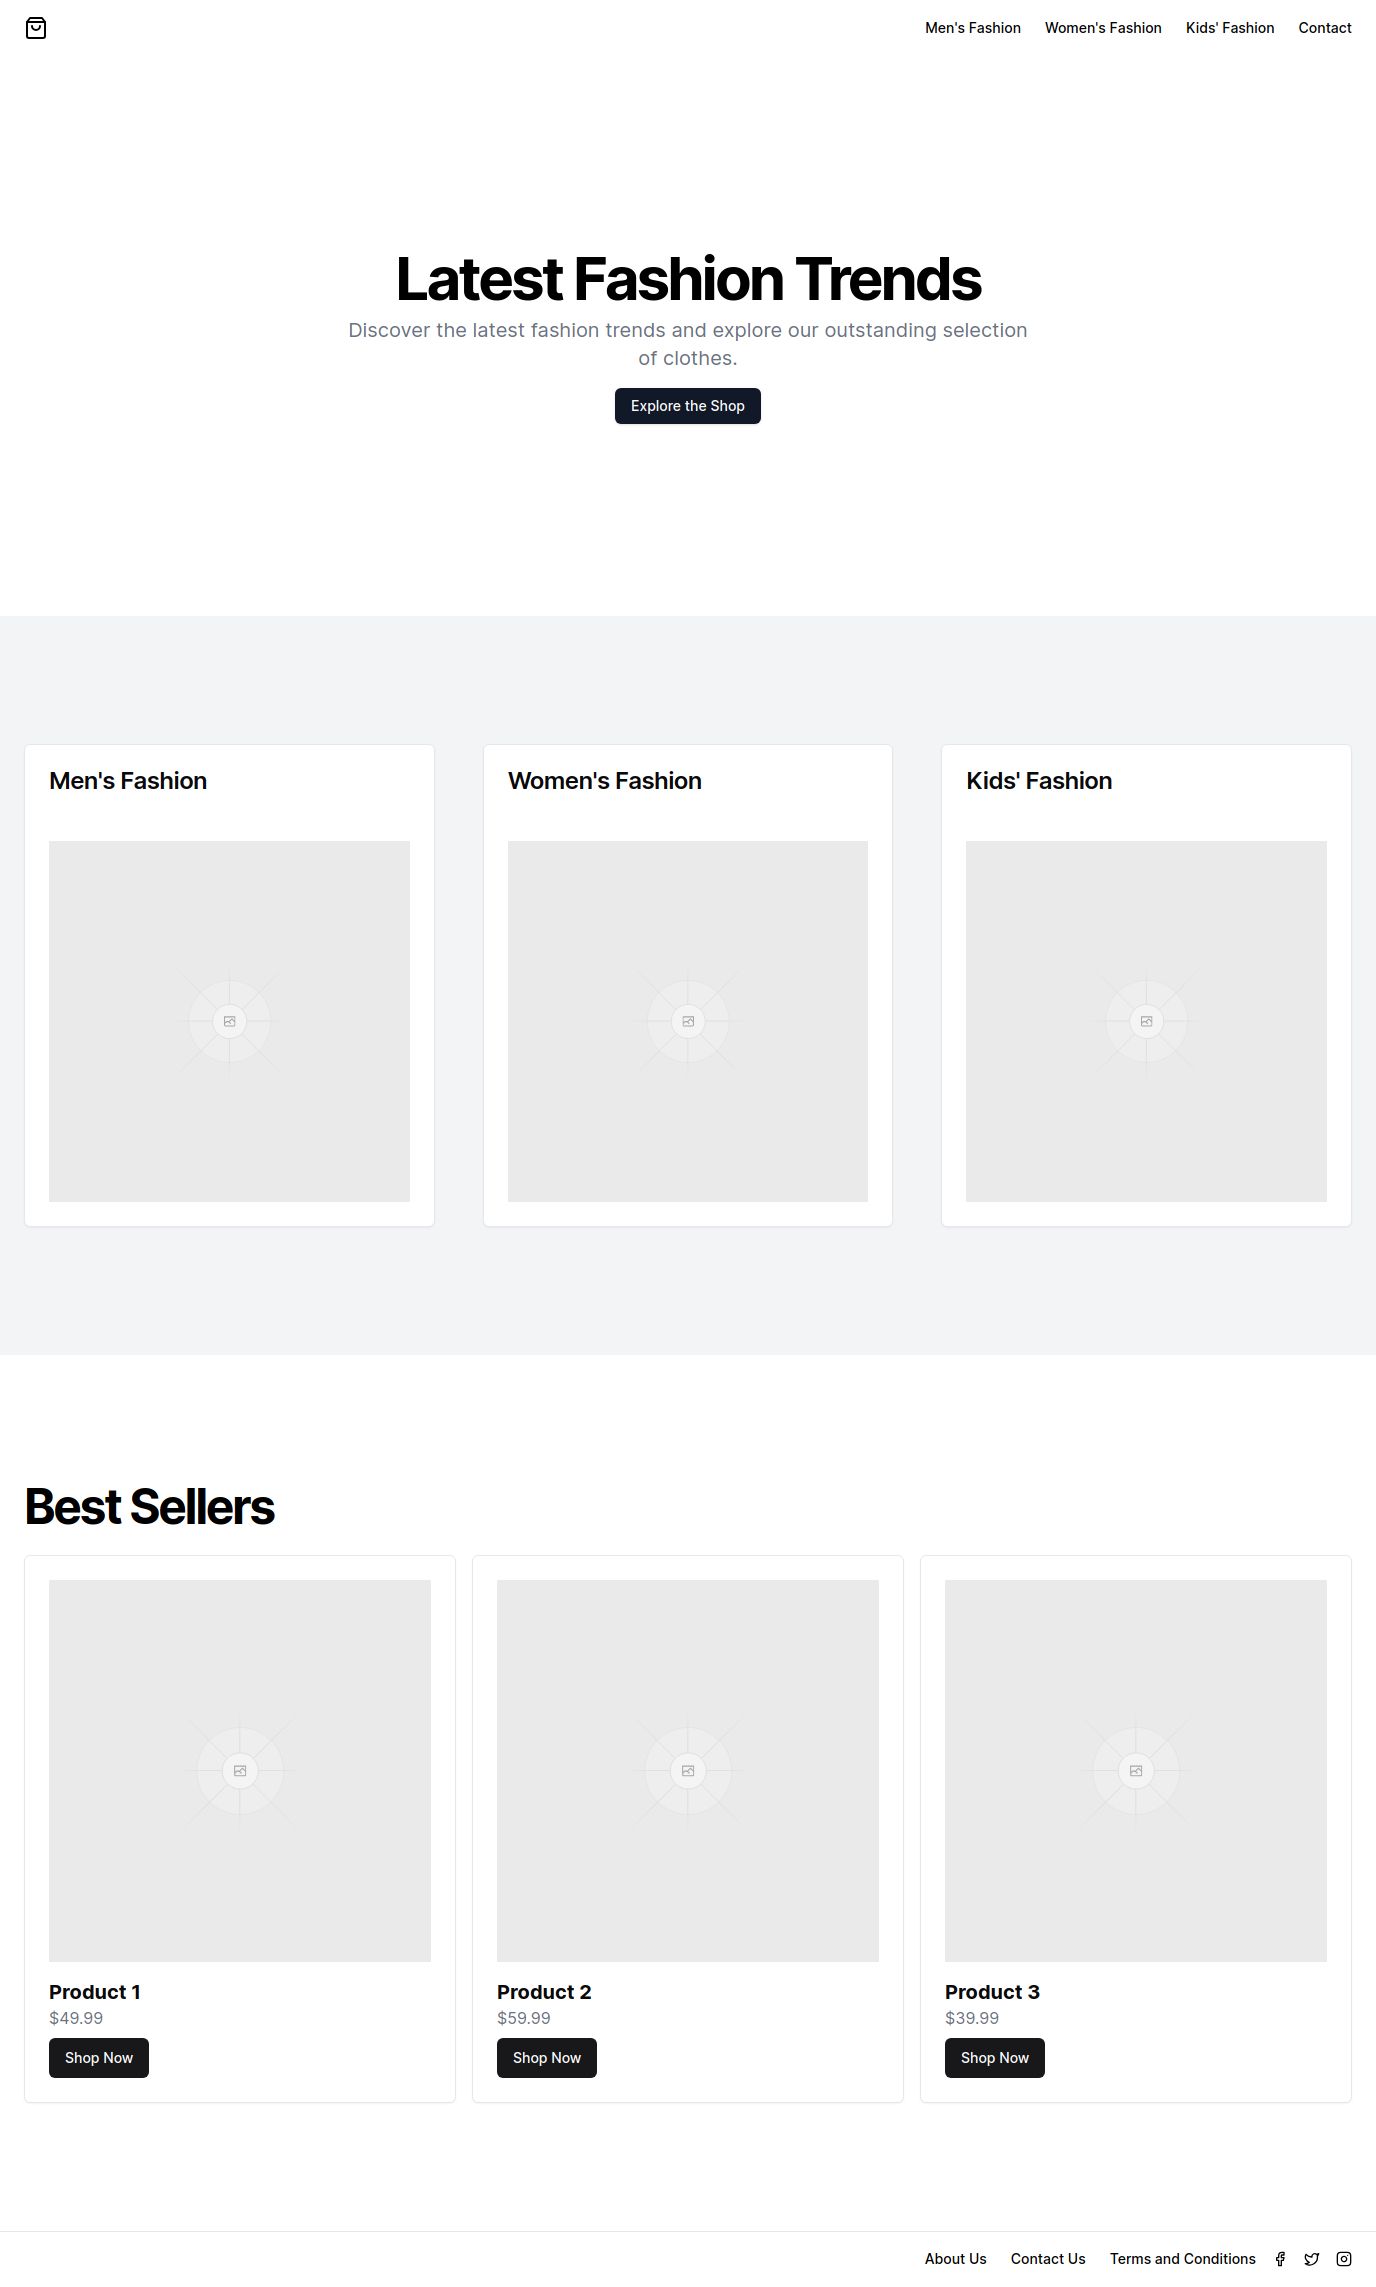 Men's Fashion Women's Fashion Kids' Fashion Contact
Latest Fashion Trends
Discover the latest fashion trends and explore our outstanding selection
of clothes.
Explore the Shop
Men's Fashion
Women's Fashion
Kids' Fashion
Best Sellers
Product 1
$49.99
Shop Now
Product 2
$59.99
Shop Now
Product 3
$39.99
Shop Now
About Us Contact Us Terms and Conditions